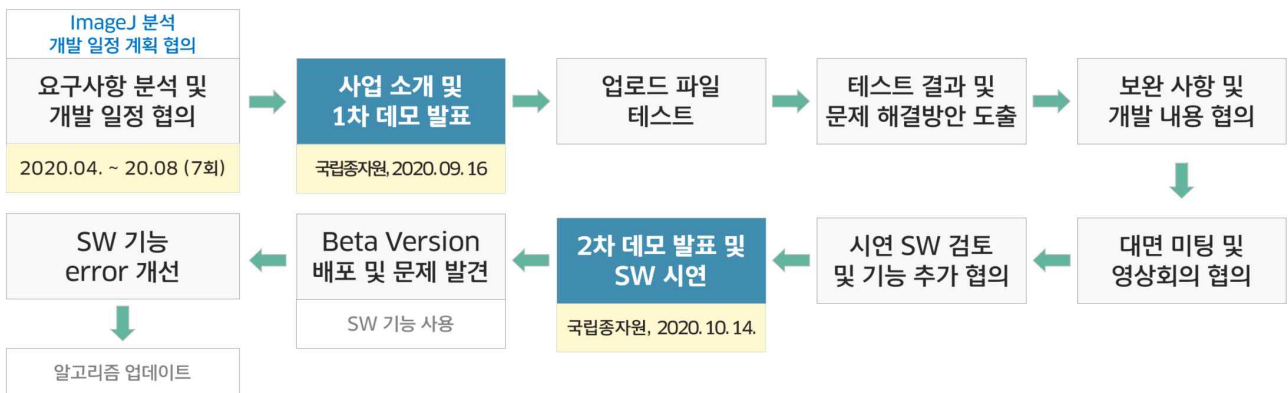 ImageJ 분석
개발 일정 계획 협의
요구사항 분석 및
개발 일정 협의
2020.04. ~ 20.08 (7회)
사업 소개 및
1차 데모 발표
국립종자원, 2020. 09. 16
업로드 파일
테스트
테스트 결과 및
문제 해결방안 도출
보완 사항 및
개발 내용 협의
대면 미팅 및
영상회의 협의
시연 SW 검토
및 기능 추가 협의
2차 데모 발표 및
SW 시연
국립종자원, 2020. 10. 14.
Beta Version
배포 및 문제 발견
SW 기능 사용
SW 기능
error 개선
알고리즘 업데이트